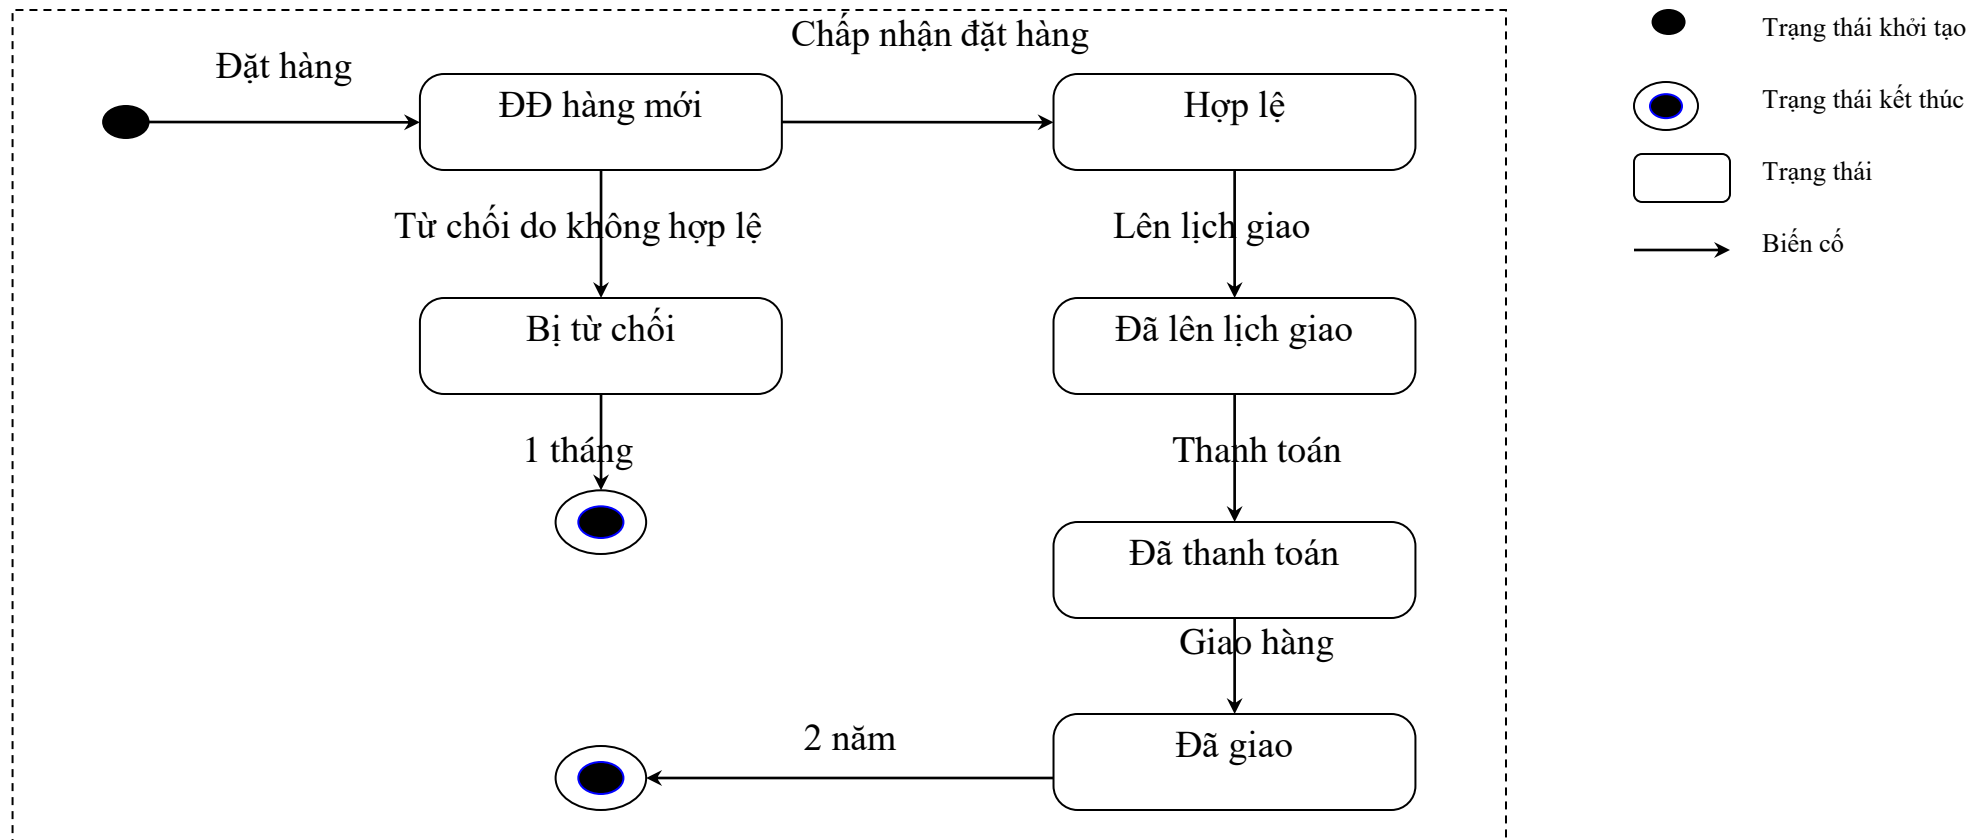 Chấp nhận đặt hàng
Đặt hàng
ĐĐ hàng mới
Hợp lệ
Từ chối do không hợp lệ
Lên lịch giao
Bị từ chối
Đã lên lịch giao
1 tháng
Thanh toán
Đã thanh toán
Giao hàng
2 năm
Đã giao
Trạng thái khởi tạo
Trạng thái kết thúc
Trạng thái
Biến cố